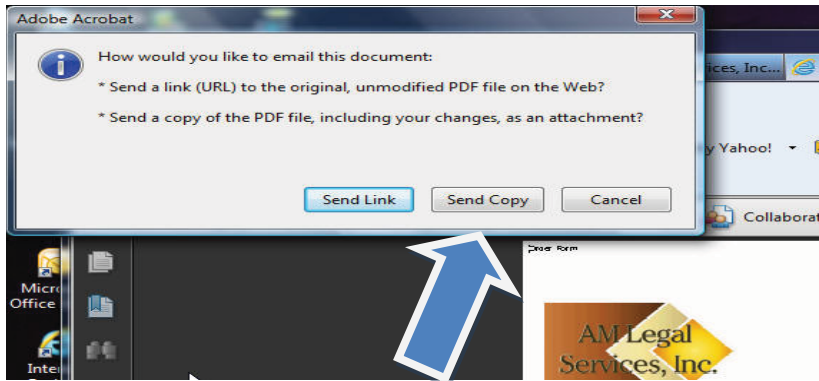 Adobe Acrobat
How would you like email this document:
* Send a link (URL) to the original, unmodified PDF file on the Web?
* Send a copy of the PDF file, including your changes, as an attachment?
Send Link
Send Copy
Cancel
ices, Inc...
y Yahoo!
Collaborat
Micro
Office
Inter
Order Form
AM Legal
Services, Inc.